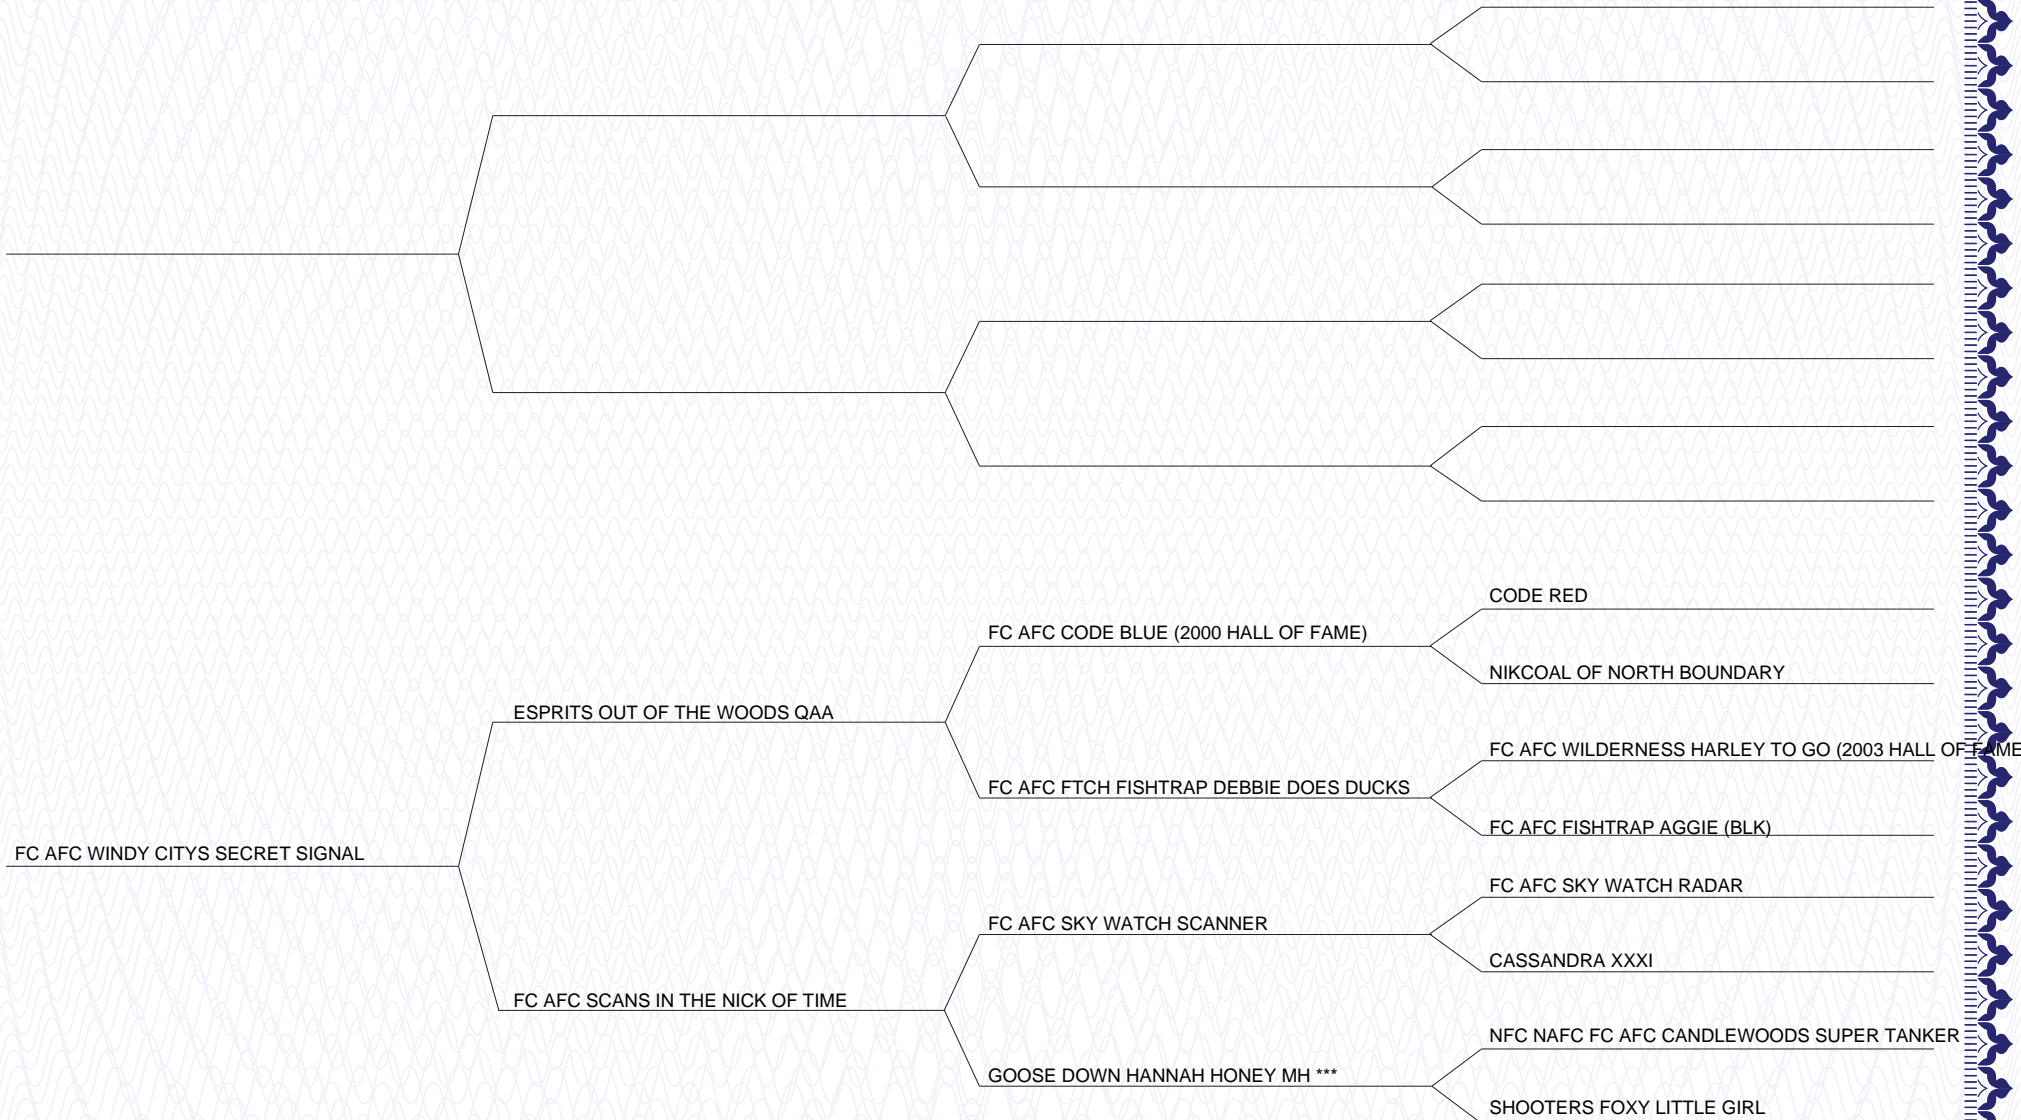 CODE RED
FC AFC CODE BLUE (2000 HALL OF FAME)
NIKCOAL OF NORTH BOUNDARY
ESPRITS OUT OF THE WOODS QAA
FC AFC WILDERNESS HARLEY TO GO (2003 HALL OF FAME
FC AFC FTCH FISHTRAP DEBBIE DOES DUCKS
FC AFC FISHTRAP AGGIE (BLK)
FC AFC WINDY CITYS SECRET SIGNAL
FC AFC SKY WATCH RADAR
FC AFC SKY WATCH SCANNER
CASSANDRA XXXI
FC AFC SCANS IN THE NICK OF TIME
NFC NAFC FC AFC CANDLEWOODS SUPER TANKER
GOOSE DOWN HANNAH HONEY MH ***
SHOOTERS FOXY LITTLE GIRL